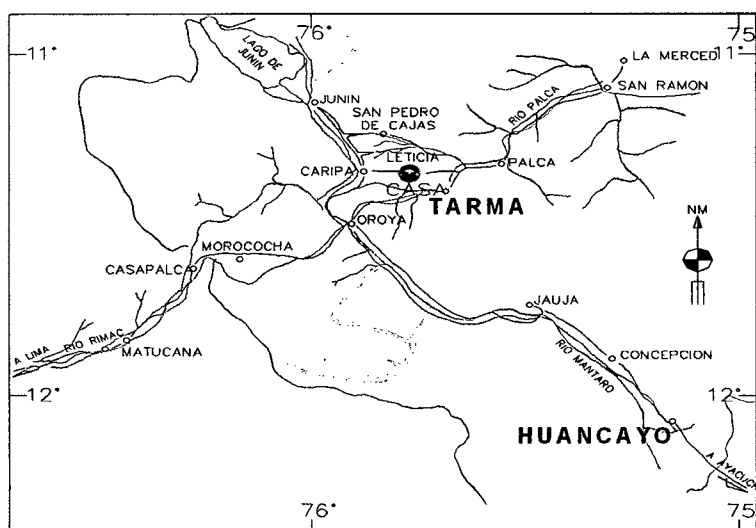 76°
75
11°
11°
LAGO DE
JUNIN
LA MERCED
JUNIN
SAN RAMON
RIO PALCA
SAN PEDRO
DE CAJAS
LETICIA
CARIPA
PALCA
CASA
TARMA
NM
OROYA
MOROCOCHA
CASAPALC
JAUJA
RIO RIMAC
A LIMA
MATUCANA
CONCEPCION
RIO MANTARO
12°
12°
HUANCAYO
A AYACUCH
76°
75